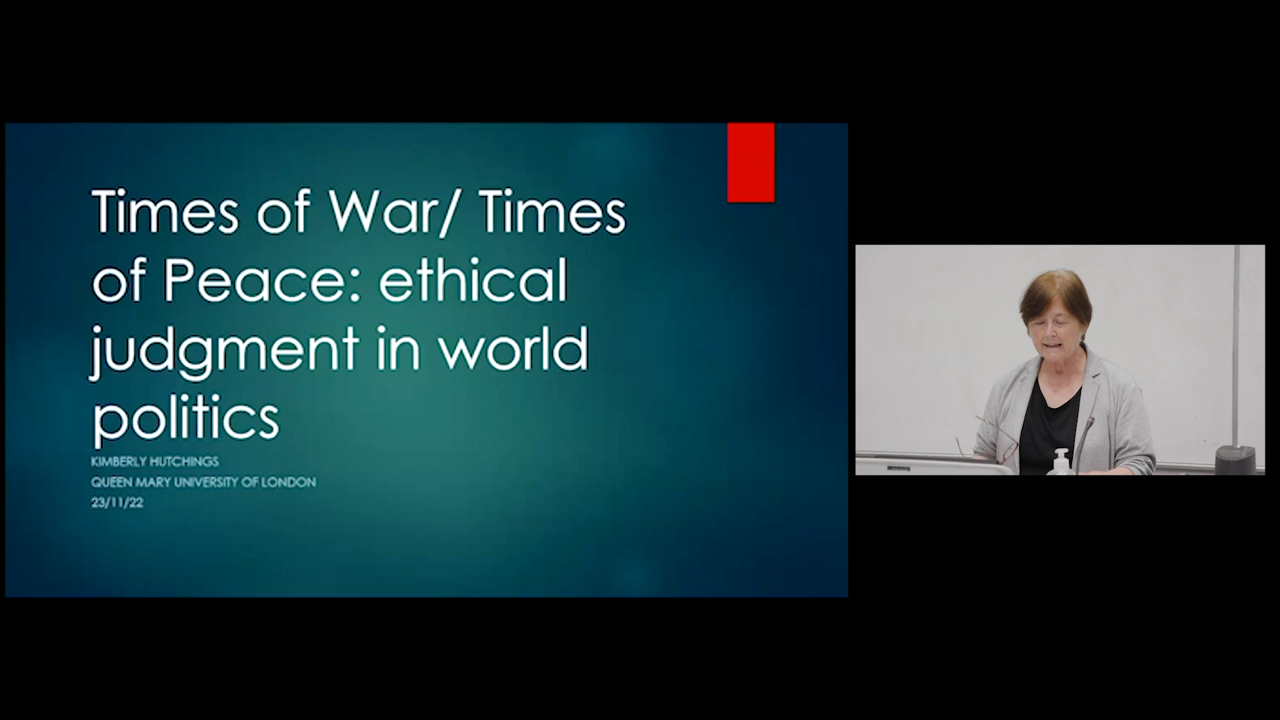 Times of War/ Times
of Peace: ethical
judgment in world
politics
KIMBERLY HUTCHINGS
QUEEN MARY UNIVERSITY OF LONDON
23/11/22